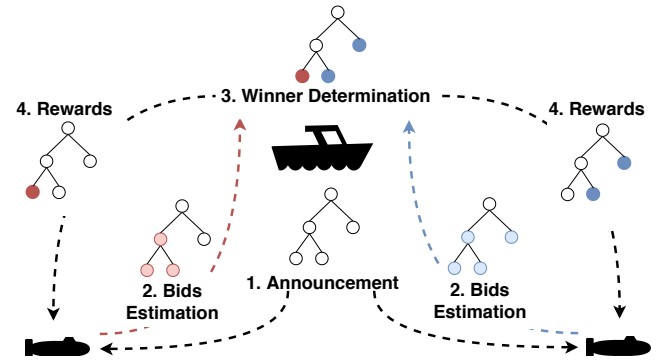 3. Winner Determination
4. Rewards
4. Rewards
1. Announcement
2. Bids
Estimation
2. Bids
Estimation